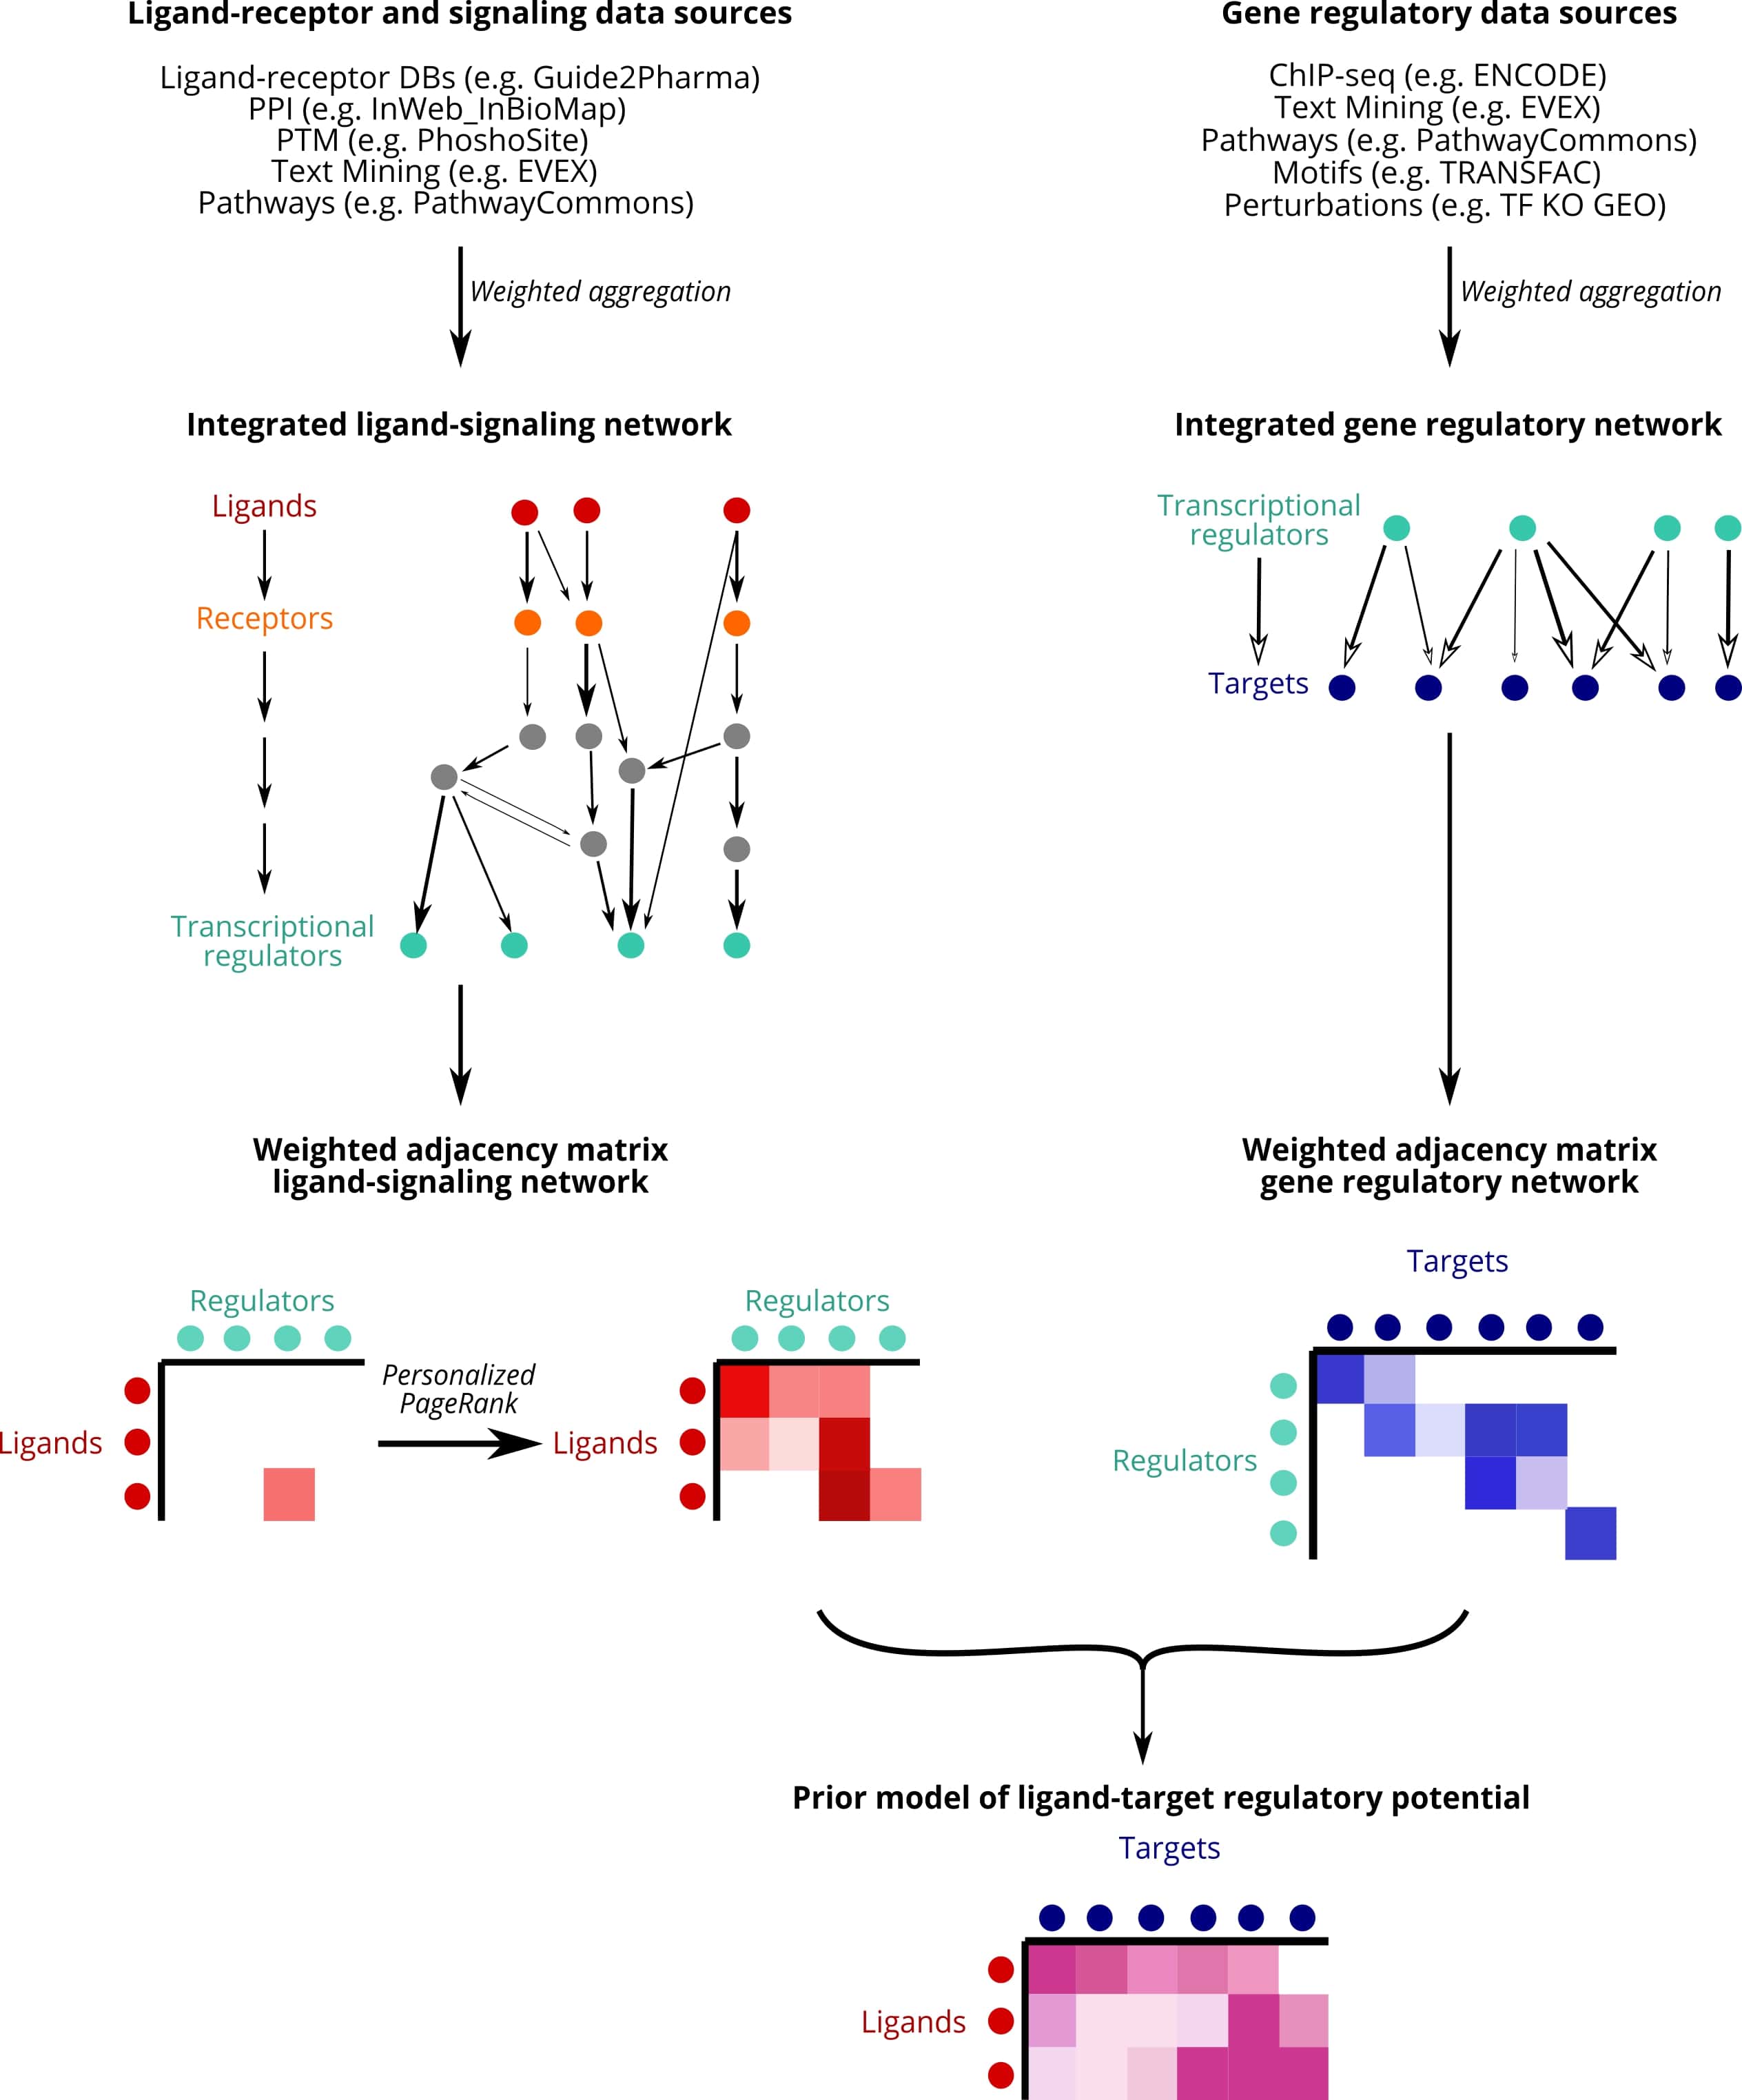 Ligand-receptor and signaling data sources
Ligand-receptor DBs (e.g. Guide2Pharma)
PPI (e.g. InWeb_InBioMap)
PTM (e.g. PhoshoSite)
Text Mining (e.g. EVEX)
Pathways (e.g. PathwayCommons)
Weighted aggregation
Integrated ligand-signaling network
Ligands
Receptors
Transcriptional
regulators
Weighted adjacency matrix
ligand-signaling network
Regulators
Ligands
Personalized
PageRank
Regulators
Ligands
Gene regulatory data sources
ChIP-seq (e.g. ENCODE)
Text Mining (e.g. EVEX)
Pathways (e.g. PathwayCommons)
Motifs (e.g. TRANSFAC)
Perturbations (e.g. TF KO GEO)
Weighted aggregation
Integrated gene regulatory network
Transcriptional
regulators
Targets
Weighted adjacency matrix
gene regulatory network
Targets
Regulators
Prior model of ligand-target regulatory potential
Targets
Ligands